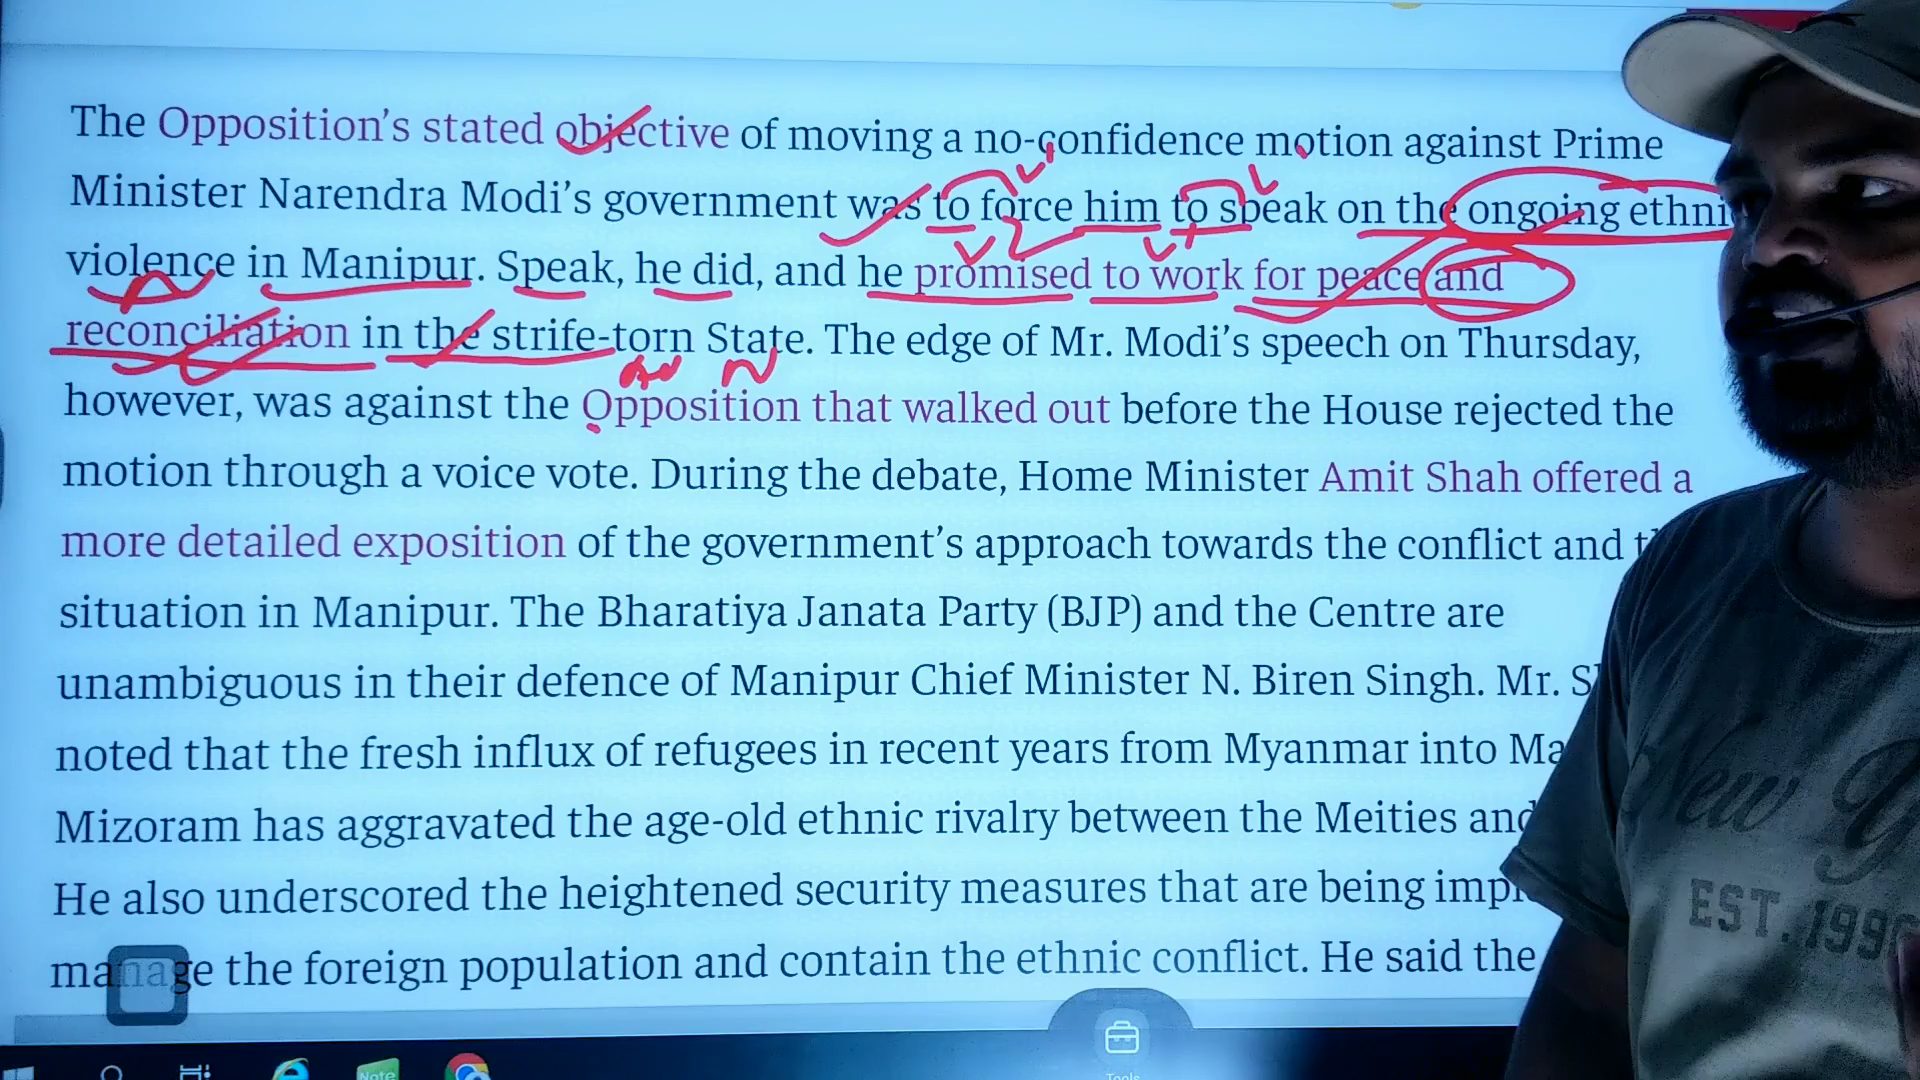 The Opposition's stated objective of moving a no-confidence motion against Prime
Minister Narendra Modi's government was to force him to speak on the ongoing ethni
violence in Manipur. Speak, he did, and he promised to work for peace and
reconciliation in the strife-torn State. The edge of Mr. Modi's speech on Thursday,
however, was against the Opposition that walked out before the House rejected the
motion through a voice vote. During the debate, Home Minister Amit Shah offered a
more detailed exposition of the government's approach towards the conflict and
situation in Manipur. The Bharatiya Janata Party (BJP) and the Centre are
unambiguous in their defence of Manipur Chief Minister N. Biren Singh. Mr.
noted that the fresh influx of refugees in recent years from Myanmar into Ma
Mizoram has aggravated the age-old ethnic rivalry between the Meities and
He also underscored the heightened security measures that are being imp
manage the foreign population and contain the ethnic conflict. He said the
New Y
EST. 1990
Note
Tools